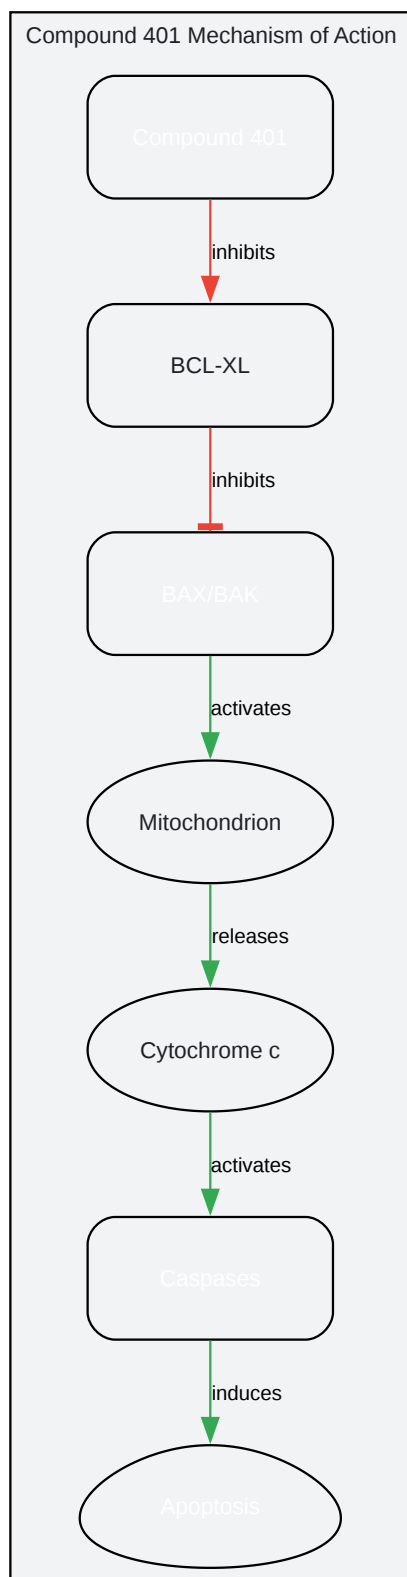 Compound 401 Mechanism of Action
Compound 401
inhibits
BCL-XL
inhibits
BAX/BAK
activates
Mitochondrion
releases
Cytochrome c
activates
Caspases
induces
Apoptosis